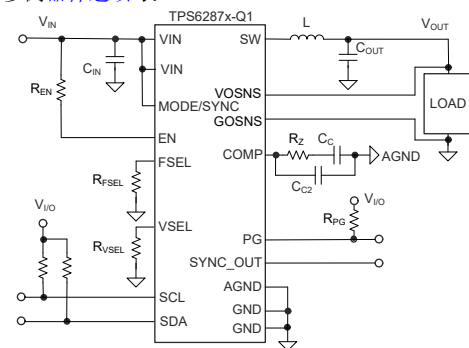 TPS6287x-Q1
VIN
VIN
VIN
MODE/SYNC
EN
FSEL
VSEL
SCL
SDA
SW
VOSNS
GOSNS
COMP
PG
SYNC_OUT
AGND
GND
GND
CIN
REN
RFSEL
RVSEL
VI/O
L
VOUT
COUT
LOAD
RZ
CC
CC2
AGND
VI/O
RPG